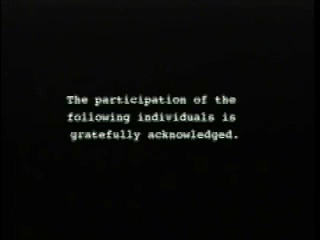 The participation of the
following individuals is
gratefully acknowledged.